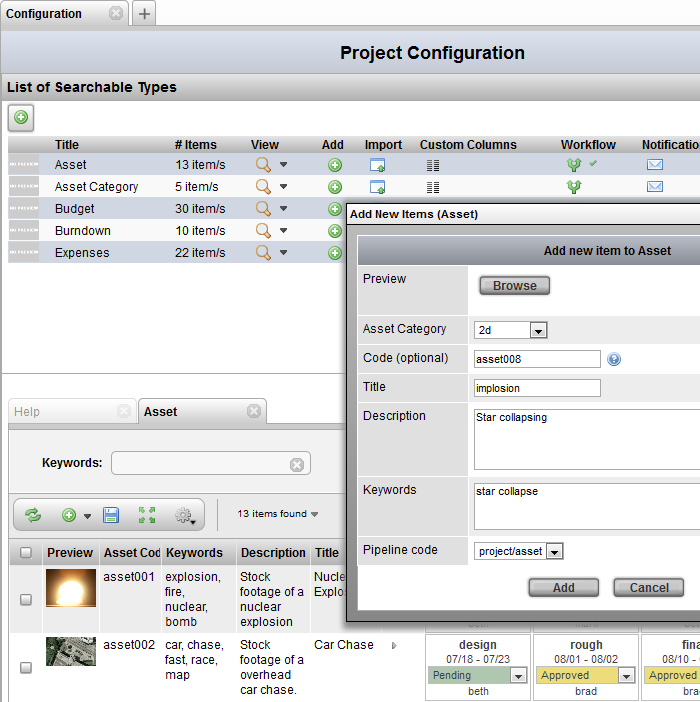 Configuration
Project Configuration
List of Searchable Types
Title # Items View Add Import Custom Columns Workflow Notification
Asset 13 item/s
Asset Category 5 item/s
Budget 30 item/s
Burndown 10 item/s
Expenses 22 item/s
Add New Items (Asset)
Add new item to Asset
Preview Browse
Asset Category 2d
Code (optional) asset008
Title implosion
Description Star collapsing
Keywords star collapse
Pipeline code project/asset
Add Cancel
Help Asset
Keywords:
13 items found
Preview Asset Cod Keywords Description Title
asset001 explosion, Stock Nucle
fire, footage of a Explo
nuclear, nuclear
bomb explosion
asset002 car, chase, Stock Car Chase
fast, race, footage of a
map overhead
car chase.
design rough fina
07/18 - 07/23 08/01 - 08/02 08/10 -
Pending Approved Approved
beth brad bra